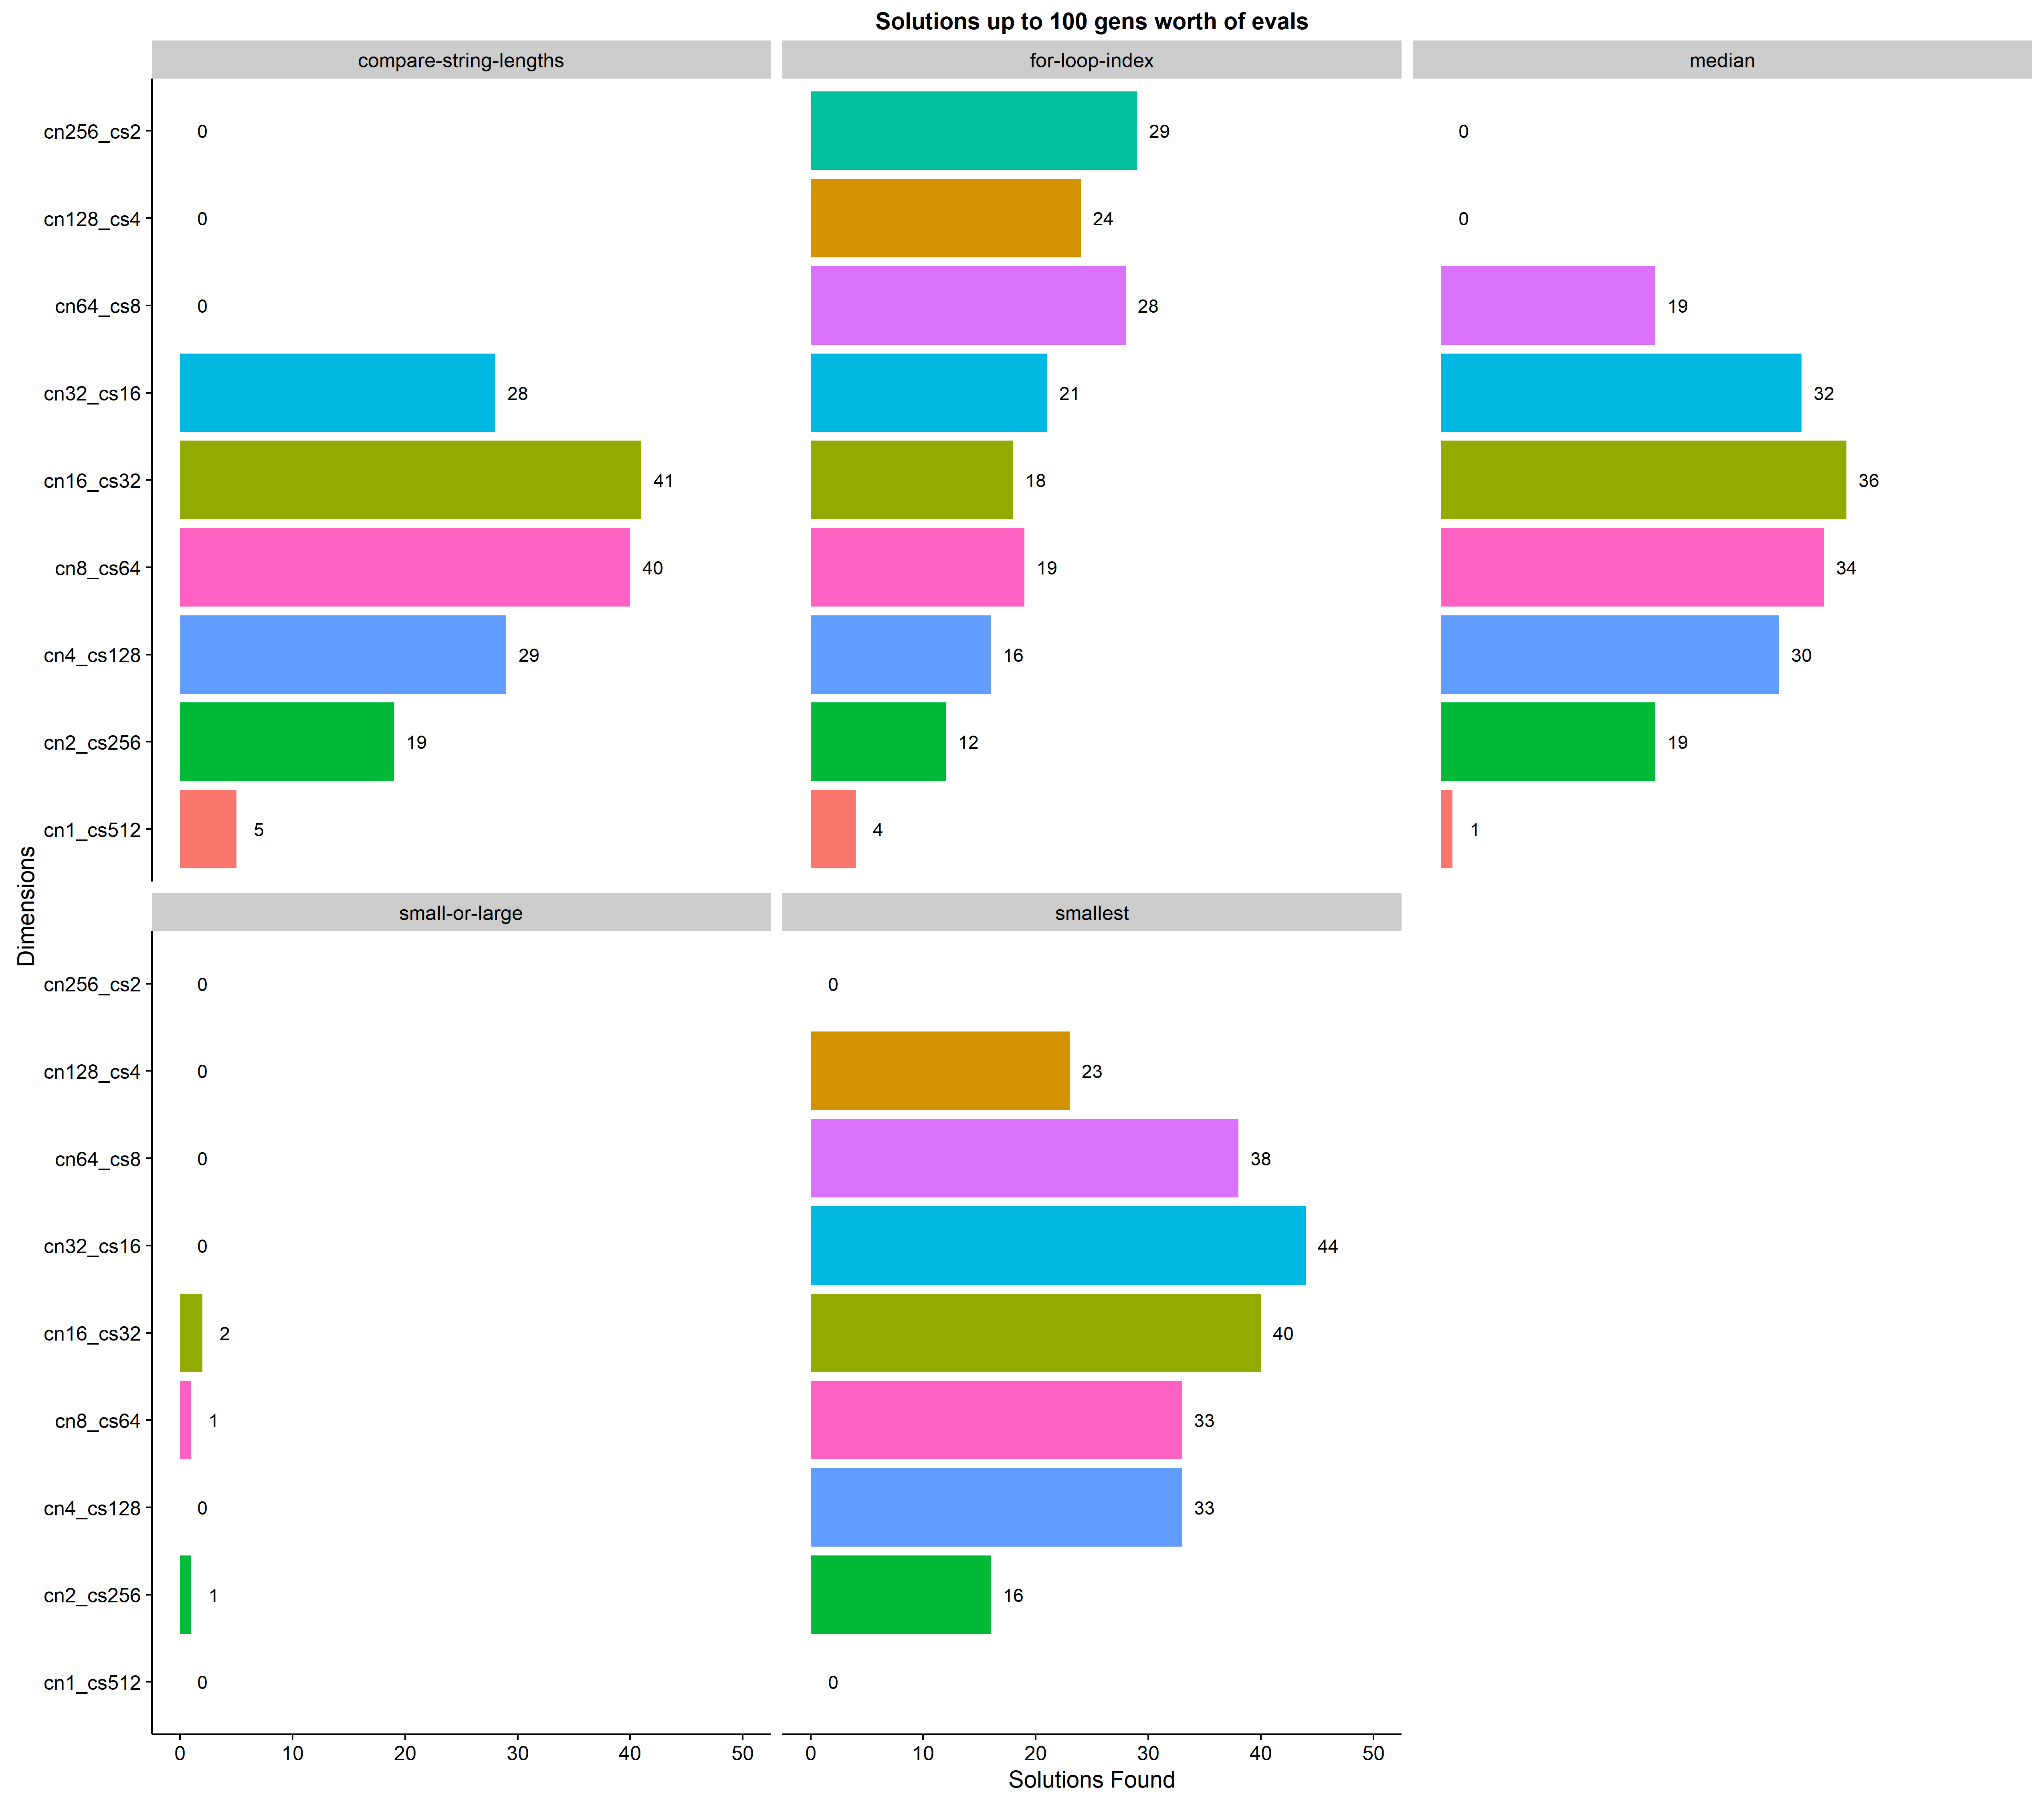 Solutions up to 100 gens worth of evals
compare-string-lengths
for-loop-index
median
cn256_cs2 0 29 0
cn128_cs4 0 24 0
cn64_cs8 0 28 19
cn32_cs16 28 21 32
cn16_cs32 41 18 36
cn8_cs64 40 19 34
cn4_cs128 29 16 30
cn2_cs256 19 12 19
cn1_cs512 5 4 1
Dimensions
small-or-large
smallest
cn256_cs2 0 0
cn128_cs4 0 23
cn64_cs8 0 38
cn32_cs16 0 44
cn16_cs32 2 40
cn8_cs64 1 33
cn4_cs128 0 33
cn2_cs256 1 16
cn1_cs512 0 0
0 10 20 30 40 50 0 10 20 30 40 50
Solutions Found